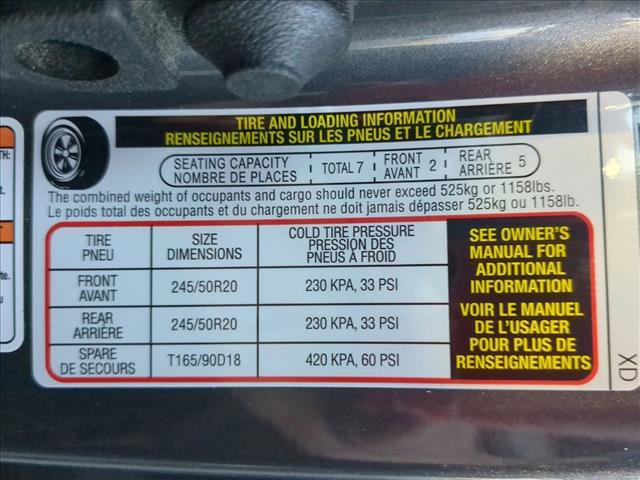 TIRE AND LOADING INFORMATION
RENSEIGNEMENTS SUR LES PNEUS ET LE CHARGEMENT
SEATING CAPACITY
NOMBRE DE PLACES
TOTAL 7
FRONT
AVANT 2
REAR
ARRIÈRE 5
The combined weight of occupants and cargo should never exceed 525kg or 1158lbs.
Le poids total des occupants et du chargement ne doit jamais dépasser 525kg ou 1158lb.
TIRE
PNEU
SIZE
DIMENSIONS
COLD TIRE PRESSURE
PRESSION DES
PNEUS À FROID
FRONT
AVANT
245/50R20
230 KPA, 33 PSI
REAR
ARRIÈRE
245/50R20
230 KPA, 33 PSI
SPARE
DE SECOURS
T165/90D18
420 KPA, 60 PSI
SEE OWNER'S
MANUAL FOR
ADDITIONAL
INFORMATION
VOIR LE MANUEL
DE L'USAGER
POUR PLUS DE
RENSEIGNEMENTS
XD